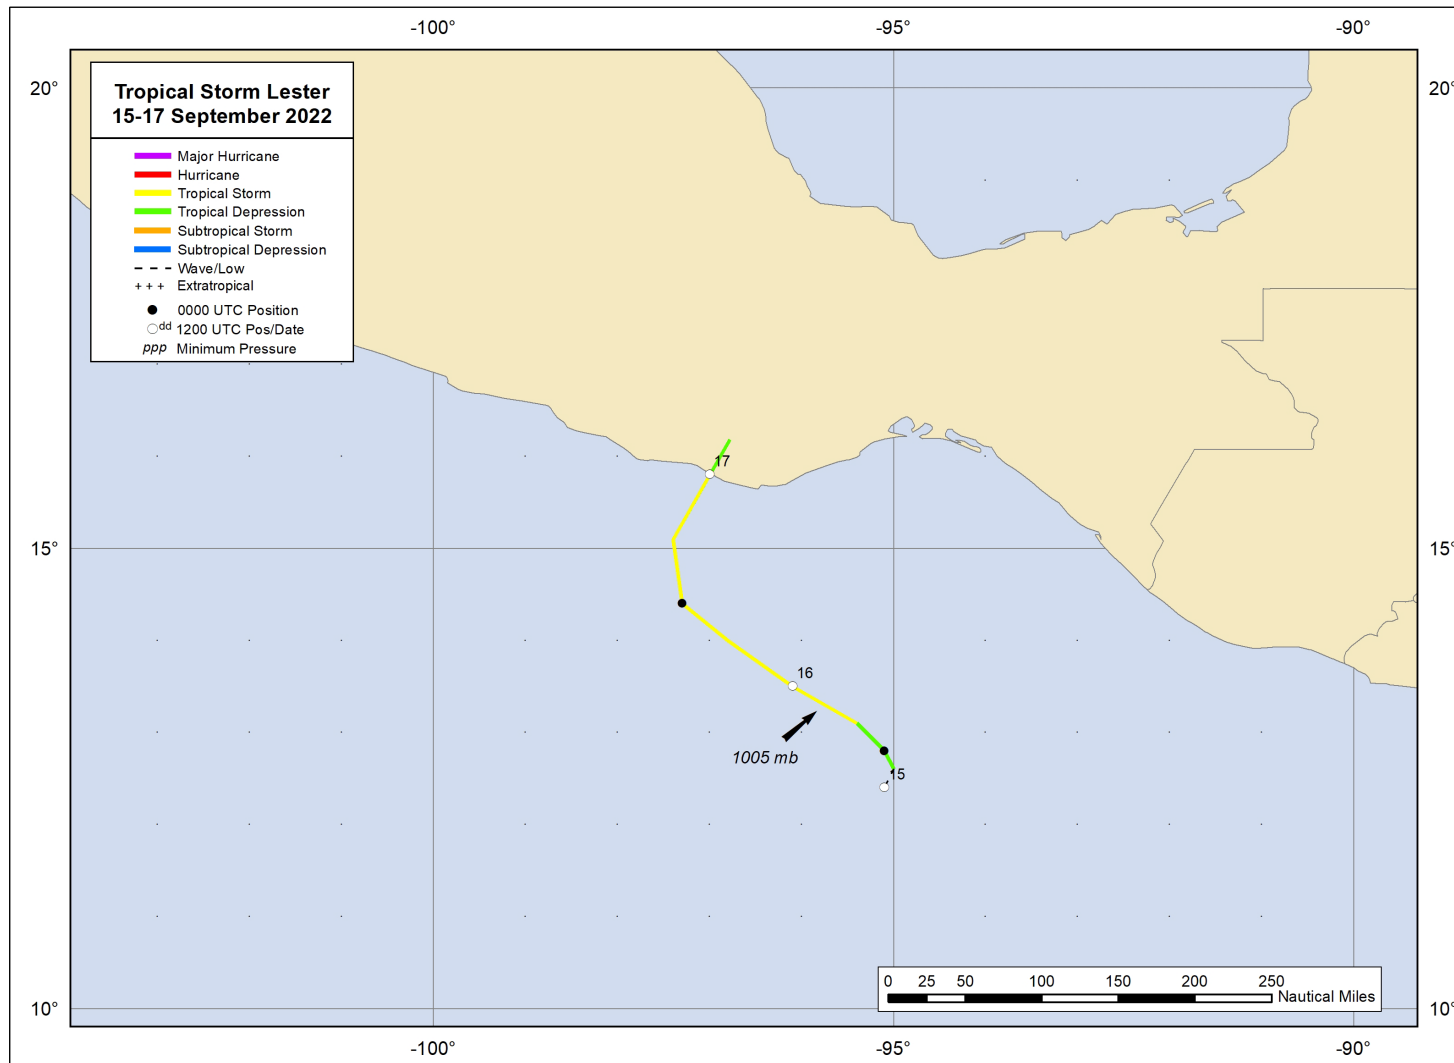 -100°
-95°
-90°
20°
20°
Tropical Storm Lester
15-17 September 2022
Major Hurricane
Hurricane
Tropical Storm
Tropical Depression
Subtropical Storm
Subtropical Depression
Wave/Low
+++ Extratropical
0000 UTC Position
dd 1200 UTC Pos/Date
ppp Minimum Pressure
17
15°
15°
16
1005 mb
15
0 25 50 100 150 200 250
Nautical Miles
10°
10°
-100°
-95°
-90°